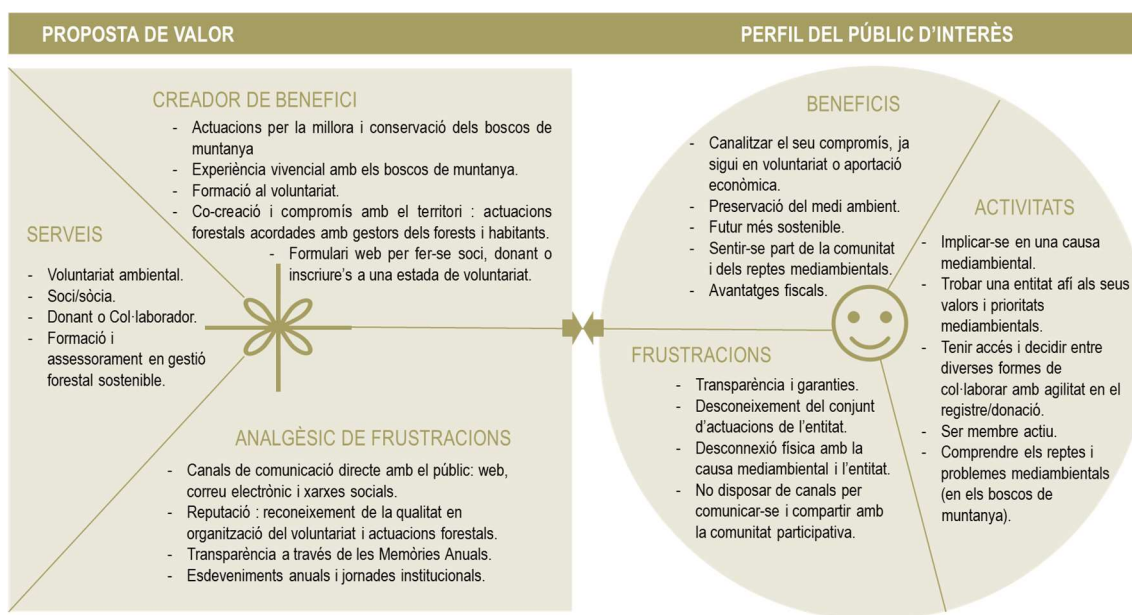 PROPOSTA DE VALOR
CREADOR DE BENEFICI
- Actuacions per la millora i conservació dels boscos de
muntanya
- Experiència vivencial amb els boscos de muntanya.
- Formació al voluntariat.
- Co-creació i compromís amb el territori : actuacions
forestals acordades amb gestors dels forests i habitants.
- Formulari web per fer-se soci, donant o
inscriure's a una estada de voluntariat.
SERVEIS
- Voluntariat ambiental.
- Soci/sòcia.
- Donant o Col·laborador.
- Formació i
assessorament en gestió
forestal sostenible.
ANALGÈSIC DE FRUSTRACIONS
- Canals de comunicació directe amb el públic: web,
correu electrònic i xarxes socials.
- Reputació : reconeixement de la qualitat en
organització del voluntariat i actuacions forestals.
- Transparència a través de les Memòries Anuals.
- Esdeveniments anuals i jornades institucionals.
PERFIL DEL PÚBLIC D'INTERÈS
BENEFICIS
- Canalitzar el seu compromís, ja
sigui en voluntariat o aportació
econòmica.
- Preservació del medi ambient.
- Futur més sostenible.
- Sentir-se part de la comunitat
i dels reptes mediambientals.
- Avantatges fiscals.
ACTIVITATS
- Implicar-se en una causa
mediambiental.
- Trobar una entitat afí als seus
valors i prioritats
mediambientals.
- Tenir accés i decidir entre
diverses formes de
col·laborar amb agilitat en el
registre/donació.
- Ser membre actiu.
- Comprendre els reptes i
problemes mediambientals
(en els boscos de
muntanya).
FRUSTRACIONS
- Transparència i garanties.
- Desconeixement del conjunt
d'actuacions de l'entitat.
- Desconnexió física amb la
causa mediambiental i l'entitat.
- No disposar de canals per
comunicar-se i compartir amb
la comunitat participativa.